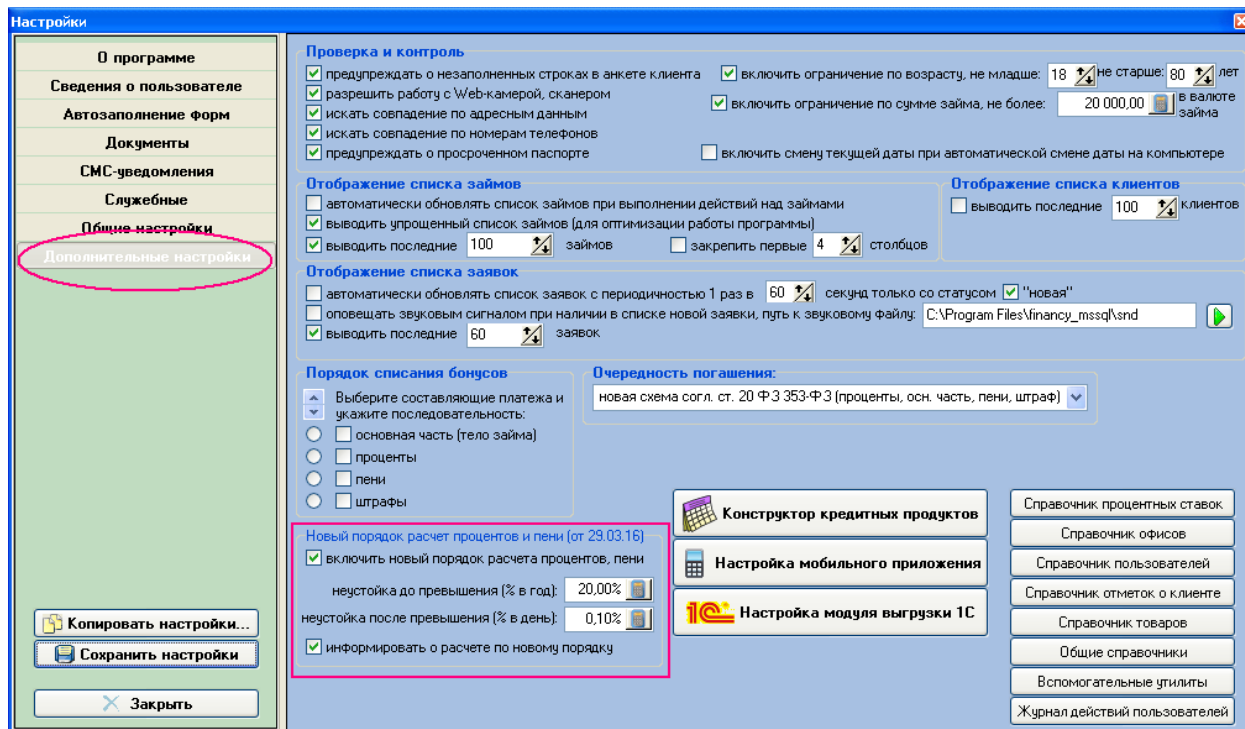 Настройки
О программе
Сведения о пользователе
Автозаполнение форм
Документы
СМС-уведомления
Служебные
Общие настройки
Дополнительные настройки
Копировать настройки...
Сохранить настройки
Закрыть
Проверка и контроль
предупреждать о незаполненных строках в анкете клиента
включить ограничение по возрасту, не младше: 18 не старше: 80 лет
разрешить работу с Web-камерой, сканером
включить ограничение по сумме займа, не более: 20 000,00 в валюте займа
искать совпадение по адресным данным
искать совпадение по номерам телефонов
предупреждать о просроченном паспорте
включить смену текущей даты при автоматической смене даты на компьютере
Отображение списка займов
автоматически обновлять список займов при выполнении действий над займами
выводить упрощенный список займов (для оптимизации работы программы)
выводить последние 100 займов закрепить первые 4 столбцов
Отображение списка клиентов
выводить последние 100 клиентов
Отображение списка заявок
автоматически обновлять список заявок с периодичностью 1 раз в 60 секунд только со статусом "новая"
оповещать звуковым сигналом при наличии в списке новой заявки, путь к звуковому файлу: C:\Program Files\financy_mssql\snd
выводить последние 60 заявок
Порядок списания бонусов
Выберите составляющие платежа и
укажите последовательность:
основная часть (тело займа)
проценты
пени
штрафы
Очередность погашения:
новая схема согл. ст. 20 ФЗ 353-ФЗ (проценты, осн. часть, пени, штраф)
Новый порядок расчет процентов и пени (от 29.03.16)
включить новый порядок расчета процентов, пени
неустойка до превышения (% в год): 20,00%
неустойка после превышения (% в день): 0,10%
информировать о расчете по новому порядку
Конструктор кредитных продуктов
Настройка мобильного приложения
1С Настройка модуля выгрузки 1С
Справочник процентных ставок
Справочник офисов
Справочник пользователей
Справочник отметок о клиенте
Справочник товаров
Общие справочники
Вспомогательные утилиты
Журнал действий пользователей